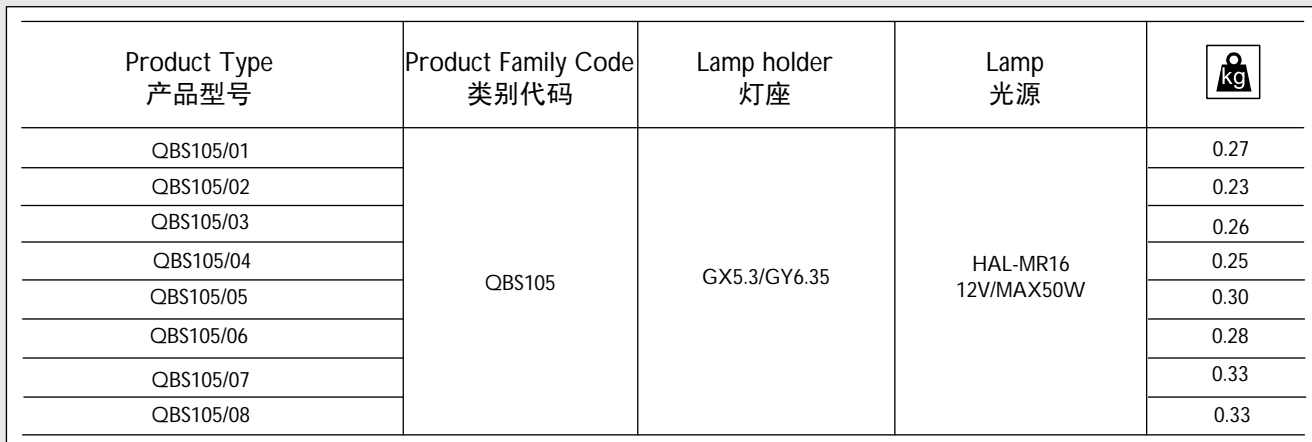 Product Type
产品型号
Product Family Code
类别代码
Lamp holder
灯座
Lamp
光源
kg
QBS105/01
0.27
QBS105/02
0.23
QBS105/03
0.26
QBS105/04
0.25
QBS105/05
0.30
QBS105/06
0.28
QBS105/07
0.33
QBS105/08
0.33
QBS105
GX5.3/GY6.35
HAL-MR16
12V/MAX50W